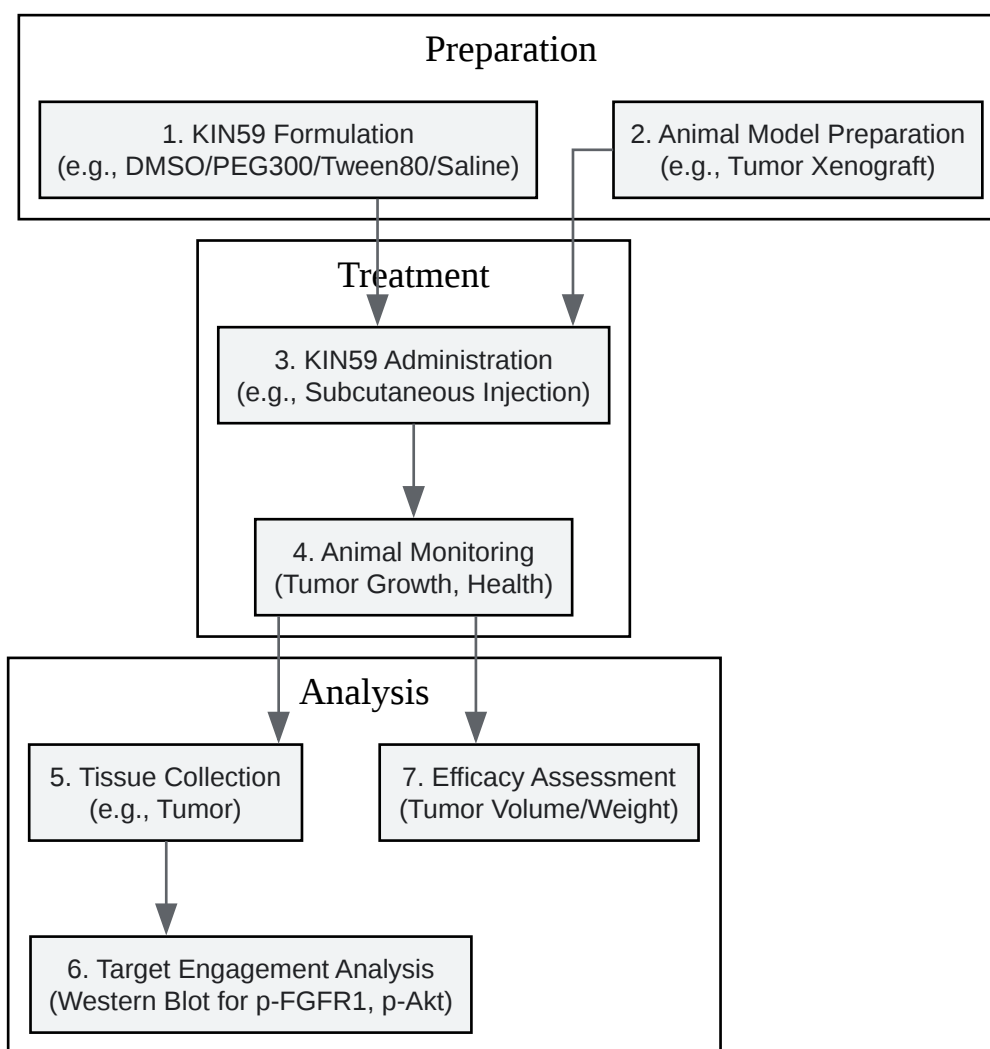 Preparation
1. KIN59 Formulation
(e.g., DMSO/PEG300/Tween80/Saline)
2. Animal Model Preparation
(e.g., Tumor Xenograft)
Treatment
3. KIN59 Administration
(e.g., Subcutaneous Injection)
4. Animal Monitoring
(Tumor Growth, Health)
Analysis
5. Tissue Collection
(e.g., Tumor)
7. Efficacy Assessment
(Tumor Volume/Weight)
6. Target Engagement Analysis
(Western Blot for p-FGFR1, p-Akt)